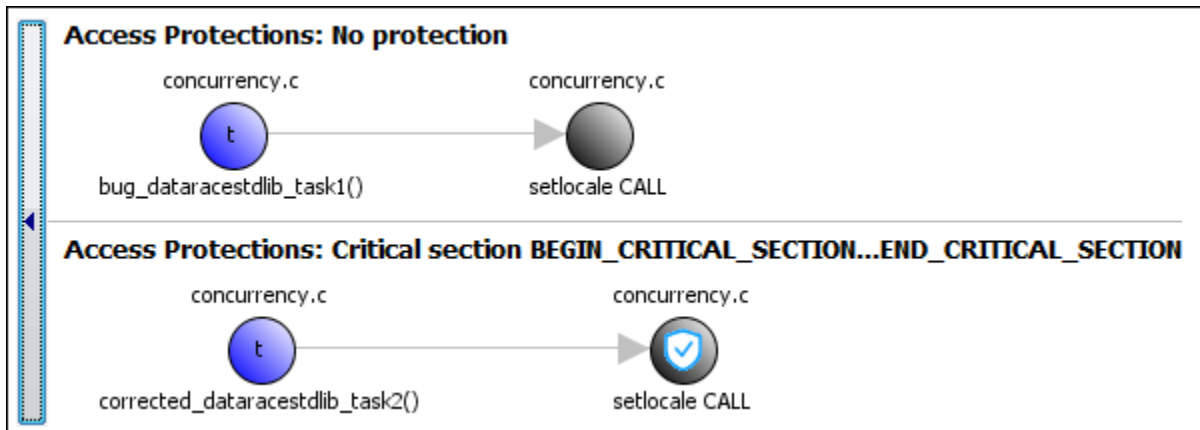 Access Protections: No protection
concurrency.c concurrency.c
t
bug_dataracestdlib_task1() setlocale CALL
Access Protections: Critical section BEGIN_CRITICAL_SECTION...END_CRITICAL_SECTION
concurrency.c concurrency.c
t
corrected_dataracestdlib_task2() setlocale CALL